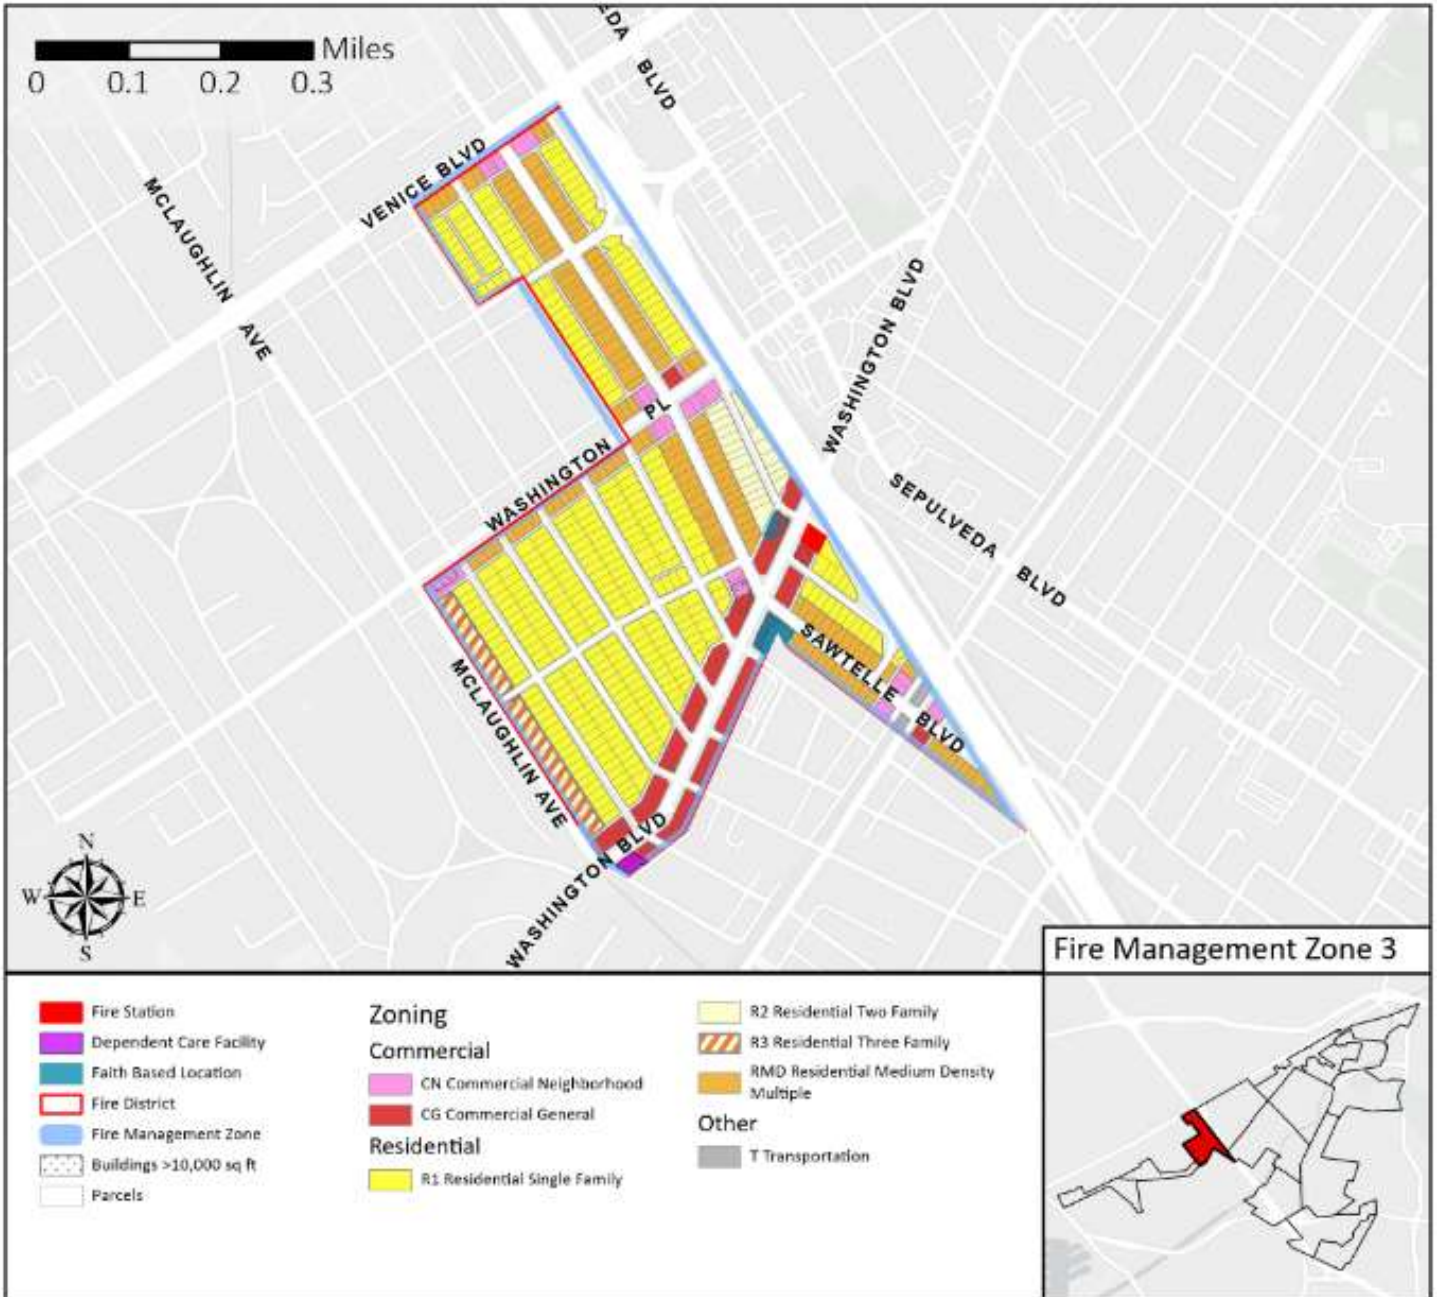 Miles
0 0.1 0.2 0.3
EDA BLVD
VENICE BLVD
MCLAUGHLIN AVE
WASHINGTON BLVD
WASHINGTON PL
SEPULVEDA BLVD
SAWTELLE BLVD
MCLAUGHLIN AVE
WASHINGTON BLVD
N
W E
S
Fire Management Zone 3
Fire Station
Dependent Care Facility
Faith Based Location
Fire District
Fire Management Zone
Buildings >10,000 sq ft
Parcels
Zoning
Commercial
CN Commercial Neighborhood
CG Commercial General
Residential
R1 Residential Single Family
R2 Residential Two Family
R3 Residential Three Family
RMD Residential Medium Density
Multiple
Other
T Transportation